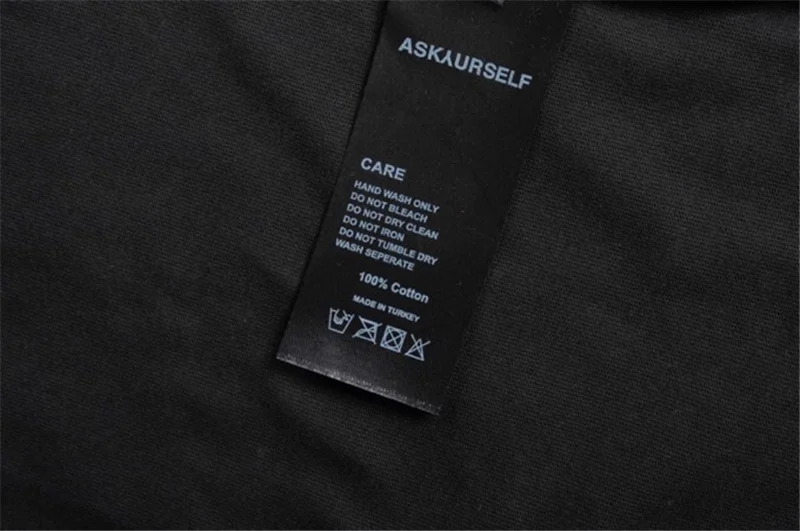 ASKYURSELF
CARE
HAND WASH ONLY
DO NOT BLEACH
DO NOT DRY CLEAN
DO NOT IRON
DO NOT TUMBLE DRY
WASH SEPERATE
100% Cotton
MADE IN TURKEY